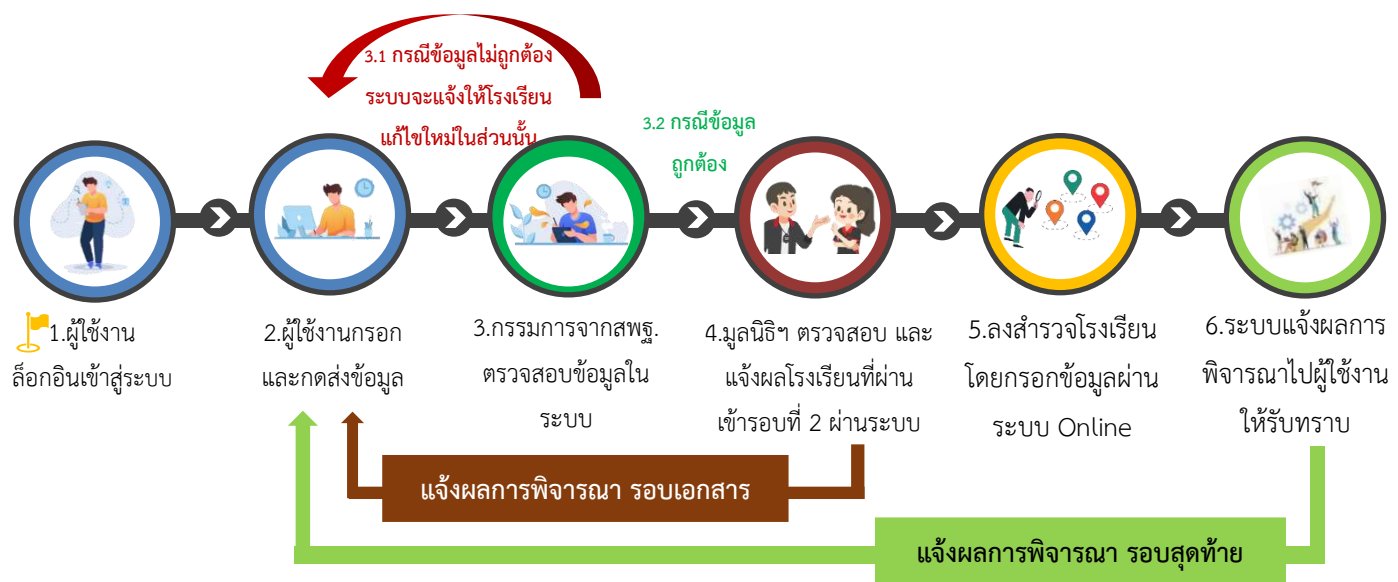 3.1 กรณีข้อมูลไม่ถูกต้อง
ระบบจะแจ้งให้โรงเรียน
แก้ไขใหม่ในส่วนนั้น
3.2 กรณีข้อมูล
ถูกต้อง
1.ผู้ใช้งาน
ล็อกอินเข้าสู่ระบบ
2.ผู้ใช้งานกรอก
และกดส่งข้อมูล
3.กรรมการจากสพฐ.
ตรวจสอบข้อมูลใน
ระบบ
4.มูลนิธิฯ ตรวจสอบ และ
แจ้งผลโรงเรียนที่ผ่าน
เข้ารอบที่ 2 ผ่านระบบ
5.ลงสำรวจโรงเรียน
โดยกรอกข้อมูลผ่าน
ระบบ Online
6.ระบบแจ้งผลการ
พิจารณาไปผู้ใช้งาน
ให้รับทราบ
แจ้งผลการพิจารณา รอบเอกสาร
แจ้งผลการพิจารณา รอบสุดท้าย